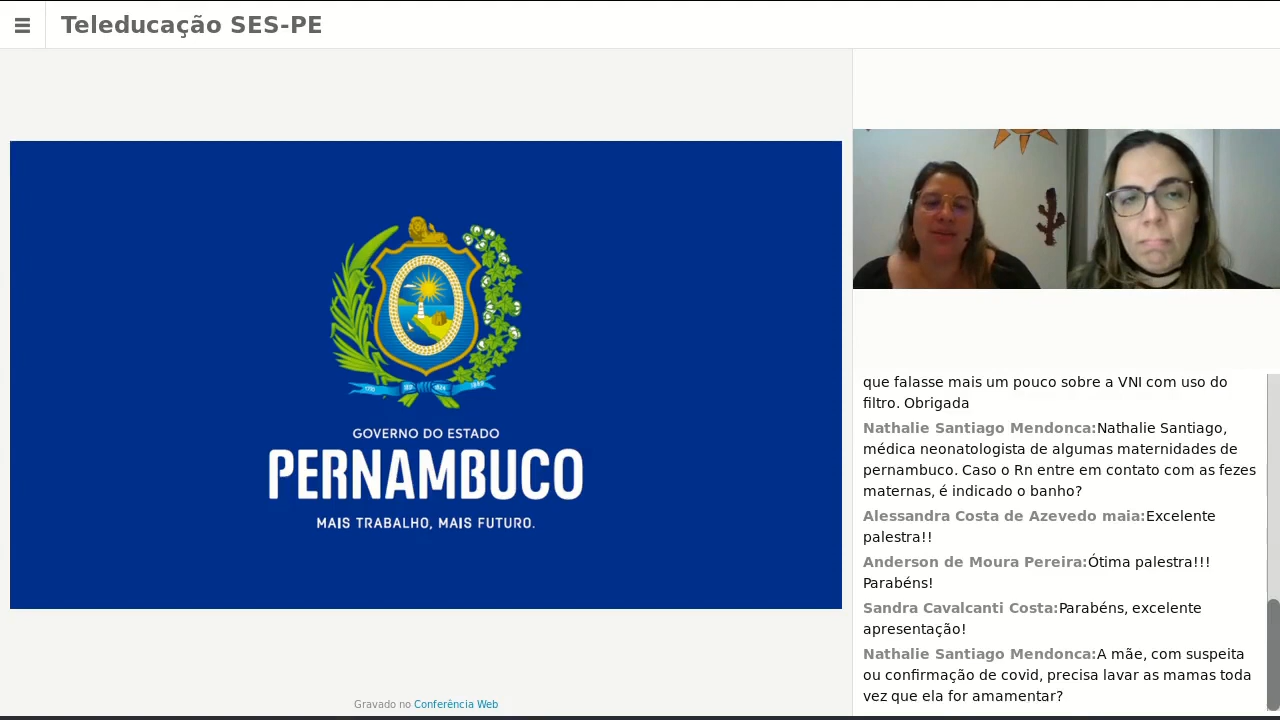 Teleducação SES-PE
GOVERNO DO ESTADO
PERNAMBUCO
MAIS TRABALHO, MAIS FUTURO.
Gravado no Conferência Web
que falasse mais um pouco sobre a VNI com uso do
filtro. Obrigada
Nathalie Santiago Mendonca:Nathalie Santiago,
médica neonatologista de algumas maternidades de
pernambuco. Caso o Rn entre em contato com as fezes
maternas, é indicado o banho?
Alessandra Costa de Azevedo maia:Excelente
palestra!!
Anderson de Moura Pereira:Ótima palestra!!!
Parabéns!
Sandra Cavalcanti Costa:Parabéns, excelente
apresentação!
Nathalie Santiago Mendonca:A mãe, com suspeita
ou confirmação de covid, precisa lavar as mamas toda
vez que ela for amamentar?